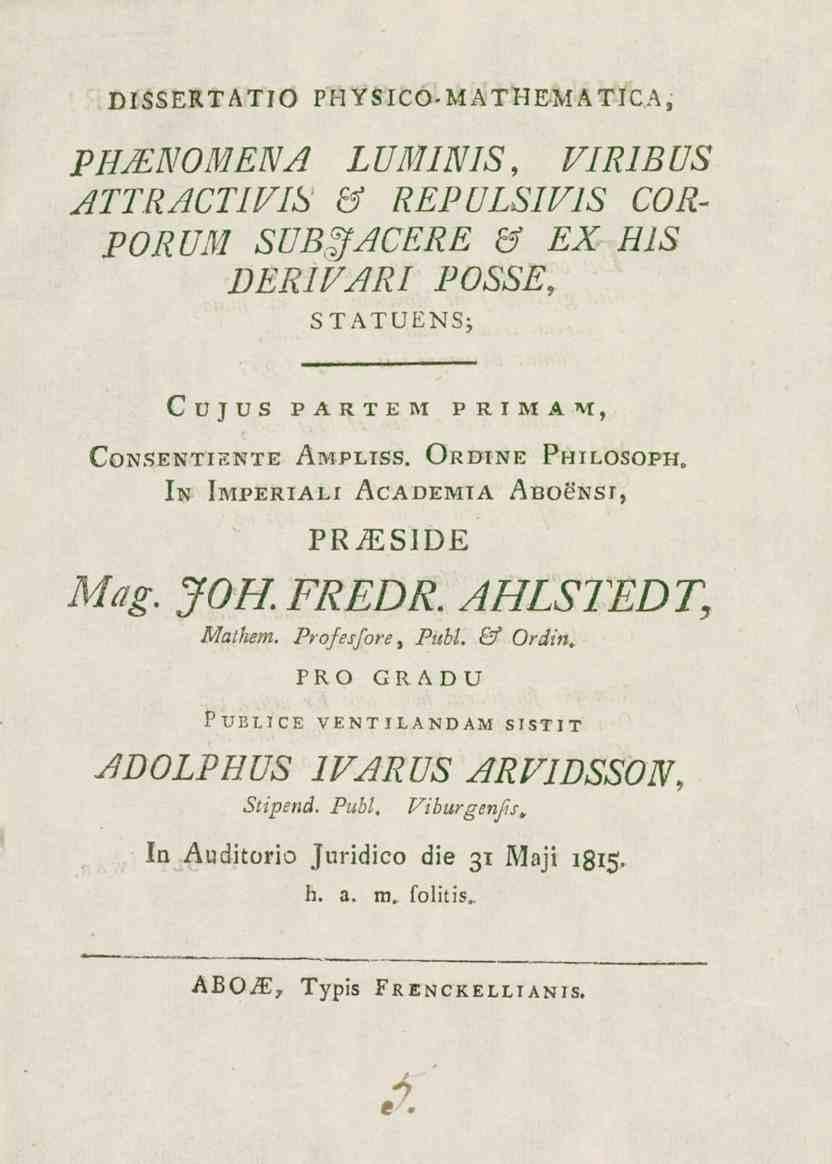 DISSERTATIO PHYSICO-MATHEMATICA,
PHÆNOMENA LUMINIS, VIRIBUS
ATTRACTIVIS & REPULSIVIS COR-
PORUM SUBJACERE & EX HIS
DERIVARI POSSE,
STATUENS;
CUJUS PARTEM PRIMAM,
CONSENTIENTE AMPLISS. ORDINE PHILOSOPH.
IN IMPERIALI ACADEMIA ABOËNSI,
PRÆSIDE
Mag. JOH. FREDR. AHLSTEDT,
Mathem. Profesſore, Publ. & Ordin.
PRO GRADU
PUBLICE VENTILANDAM SISTIT
ADOLPHUS IVARUS ARVIDSSON,
Stipend. Publ. Viburgenſis.
In Auditorio Juridico die 31 Maji 1815.
h. a. m. ſolitis.
ABOÆ, Typis FRENCKELLIANIS.
5.